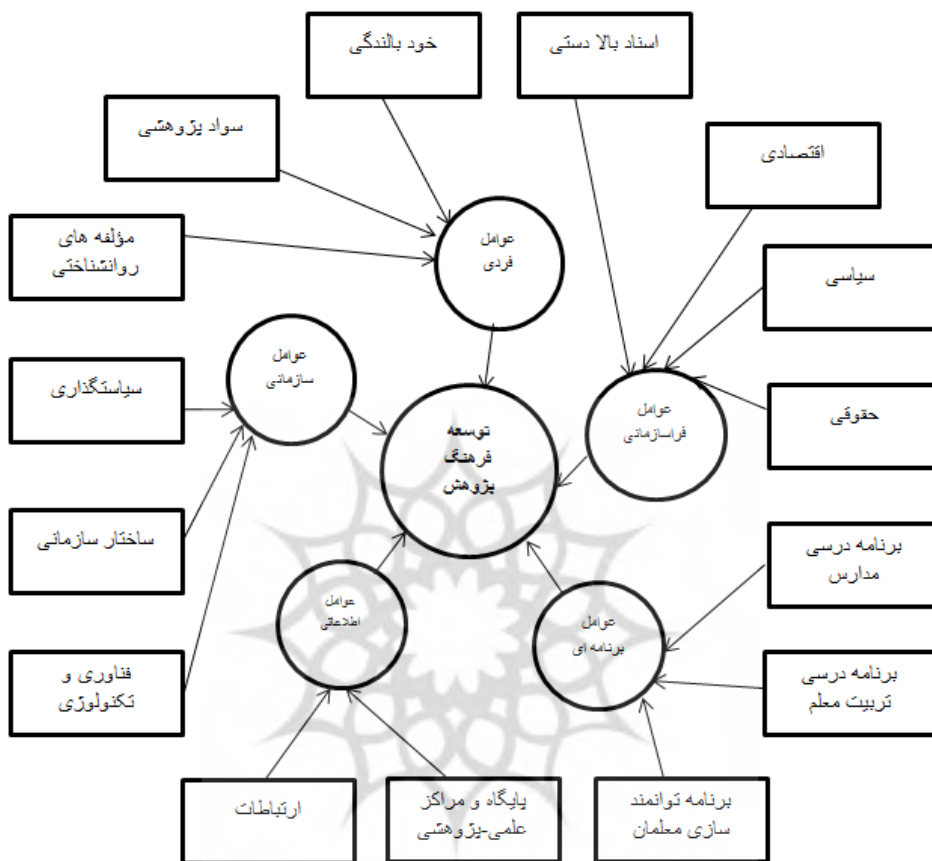 اسناد بالا دستی
خود بالندگی
سواد پژوهشی
اقتصادی
مؤلفه های
روانشناختی
عوامل
فردی
سیاسی
عوامل
سازمانی
سیاستگذاری
عوامل
فراسازمانی
حقوقی
توسعه
فرهنگ
پژوهش
ساختار سازمانی
برنامه درسی
مدارس
عوامل
اطلاعاتی
عوامل
برنامه ای
فناوری و
تکنولوژی
برنامه درسی
تربیت معلم
برنامه توانمند
سازی معلمان
پایگاه و مراکز
علمی-پژوهشی
ارتباطات